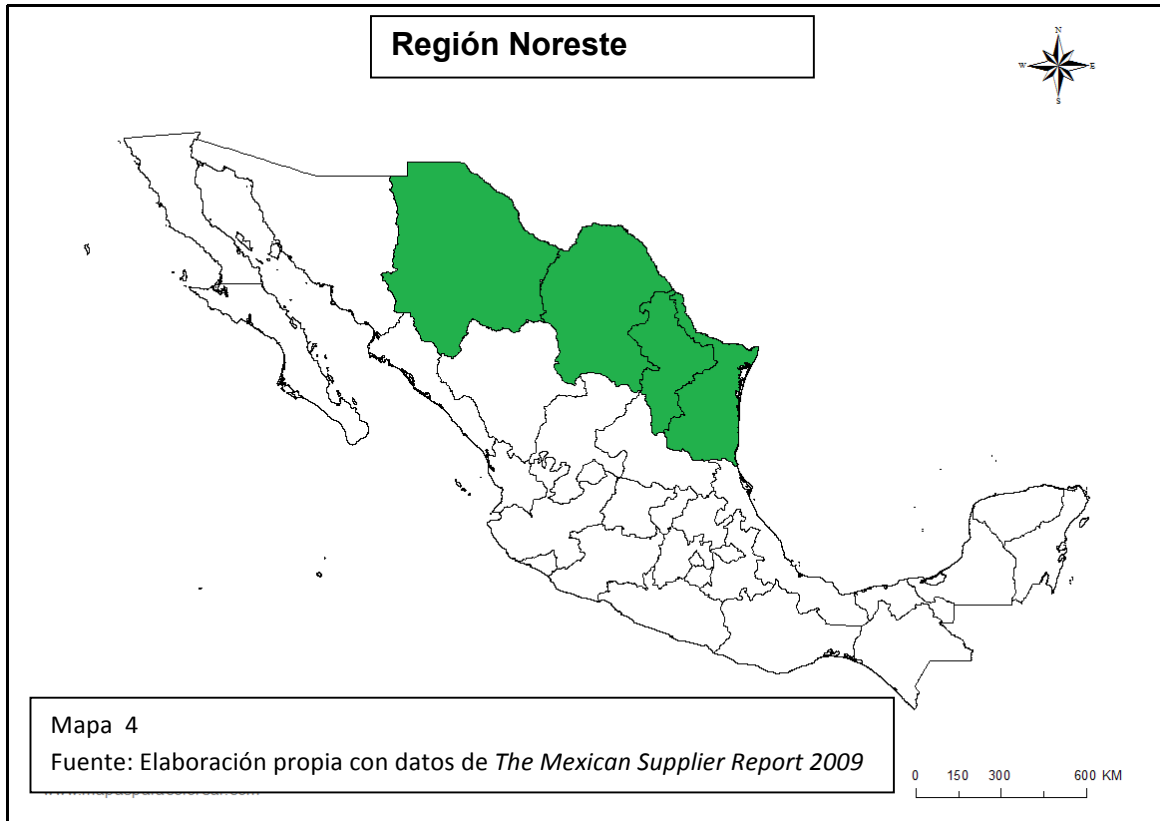 Región Noreste
N
W E
S
Mapa 4
Fuente: Elaboración propia con datos de The Mexican Supplier Report 2009
0 150 300 600 KM